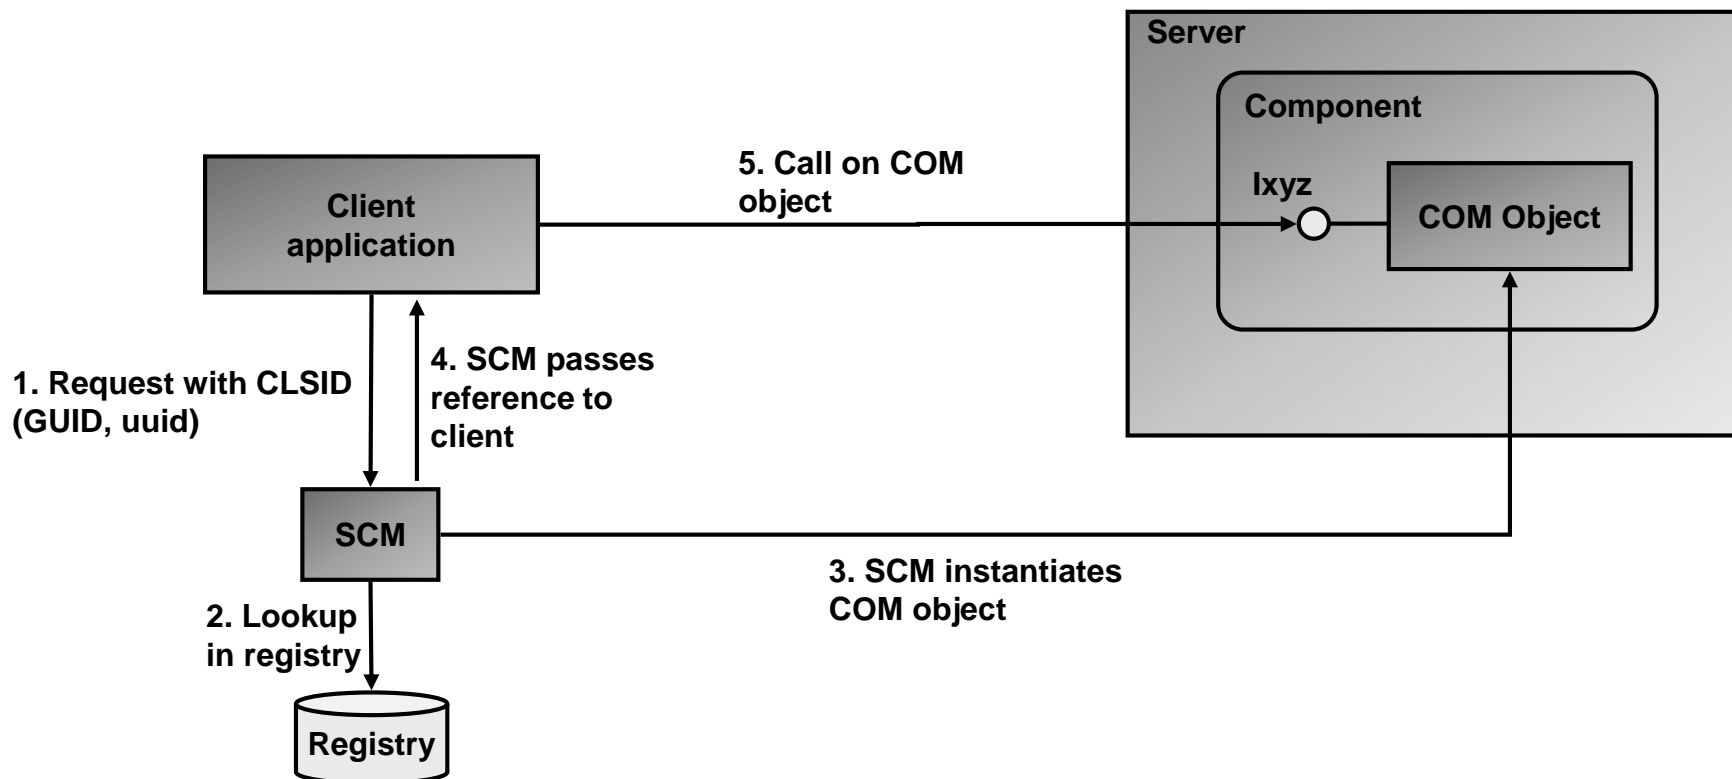 Server
Component
5. Call on COM
object
Ixyz
COM Object
Client
application
1. Request with CLSID
(GUID, uuid)
4. SCM passes
reference to
client
SCM
3. SCM instantiates
COM object
2. Lookup
in registry
Registry